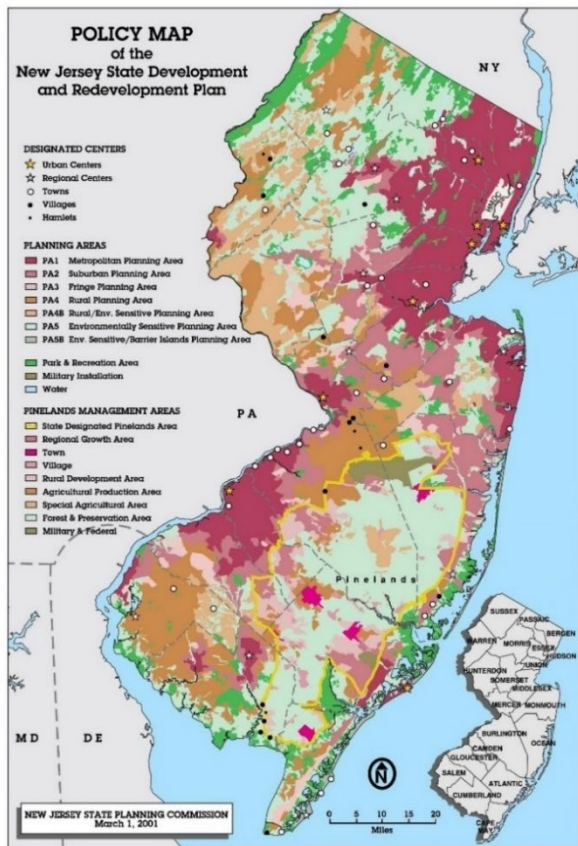 POLICY MAP
of the
New Jersey State Development
and Redevelopment Plan
NY
DESIGNATED CENTERS
Urban Centers
Regional Centers
Towns
Villages
Hamlets
PLANNING AREAS
PA1 Metropolitan Planning Area
PA2 Suburban Planning Area
PA3 Fringe Planning Area
PA4 Rural Planning Area
PA4B Rural/Env. Sensitive Planning Area
PA5 Environmentally Sensitive Planning Area
PA5B Env. Sensitive/Barrier Islands Planning Area
Park & Recreation Area
Military Installation
Water
PINELANDS MANAGEMENT AREAS
State Designated Pinelands Area
Regional Growth Area
Town
Village
Rural Development Area
Agricultural Production Area
Special Agricultural Area
Forest & Preservation Area
Military & Federal
PA
Pinelands
MD
DE
SUSSEX
PASSAIC
BERGEN
WARREN
MORRIS
ESSEX
HUDSON
UNION
HUNTERDON
SOMERSET
MIDDLESEX
MERCER
MONMOUTH
BURLINGTON
OCEAN
CAMDEN
GLOUCESTER
SALEM
ATLANTIC
CUMBERLAND
CAPE
MAY
N
0 5 10 15 20
Miles
NEW JERSEY STATE PLANNING COMMISSION
March 1, 2001